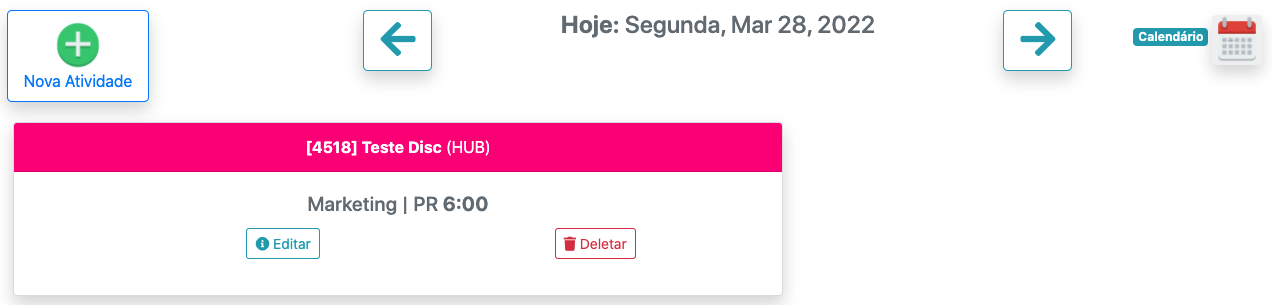 Nova Atividade
Hoje: Segunda, Mar 28, 2022
Calendário
[4518] Teste Disc (HUB)
Marketing | PR 6:00
Editar
Deletar